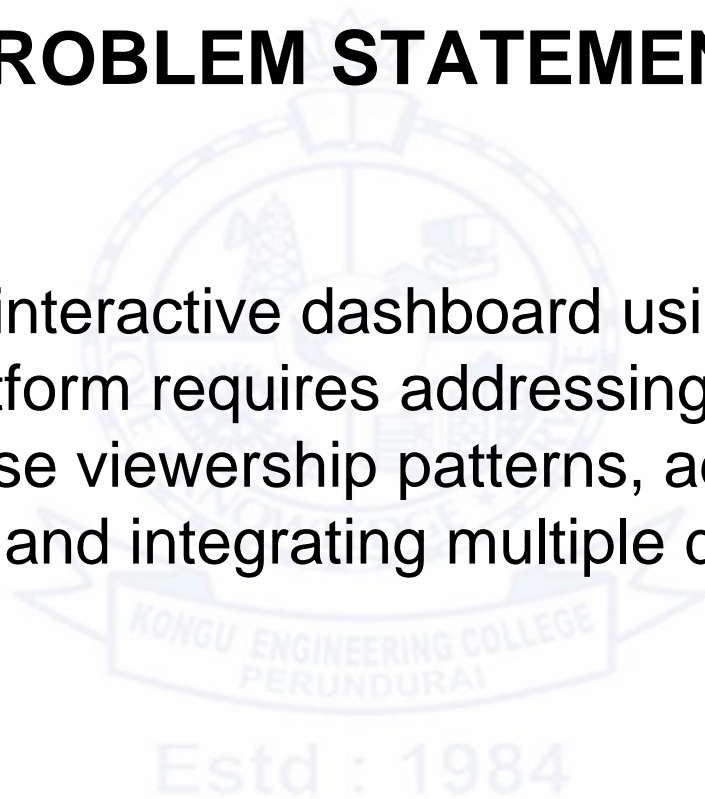 ROBLEM STATEMEN
interactive dashboard usi
tform requires addressing
se viewership patterns, a
and integrating multiple
KONGU ENGINEERING COLLEGE
PERUNDURAI
Estd : 1984